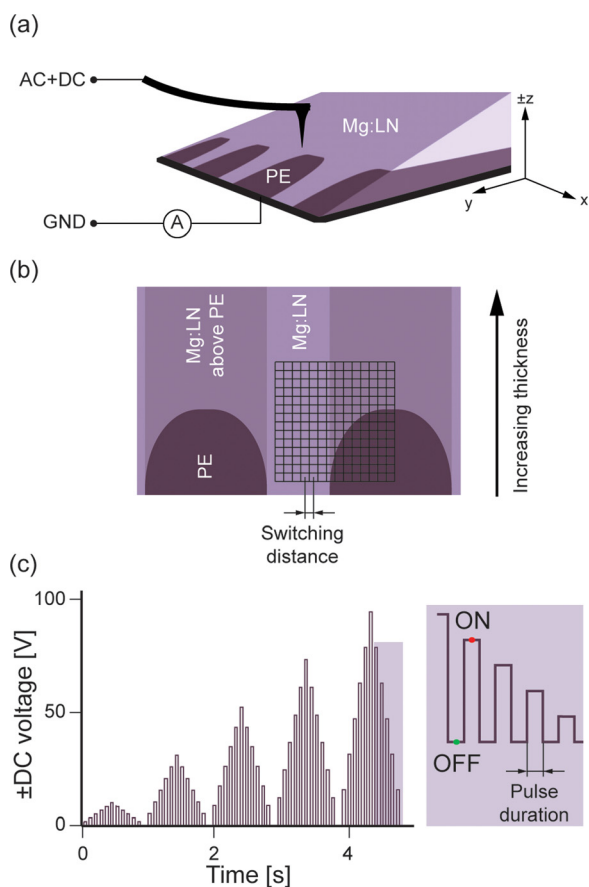 (a)
AC+DC
Mg:LN
±z
PE
y
x
GND
A
(b)
Mg:LN
above PE
Mg:LN
PE
Increasing thickness
Switching
distance
(c)
100
50
0
±DC voltage [V]
0
2
4
Time [s]
ON
OFF
Pulse
duration